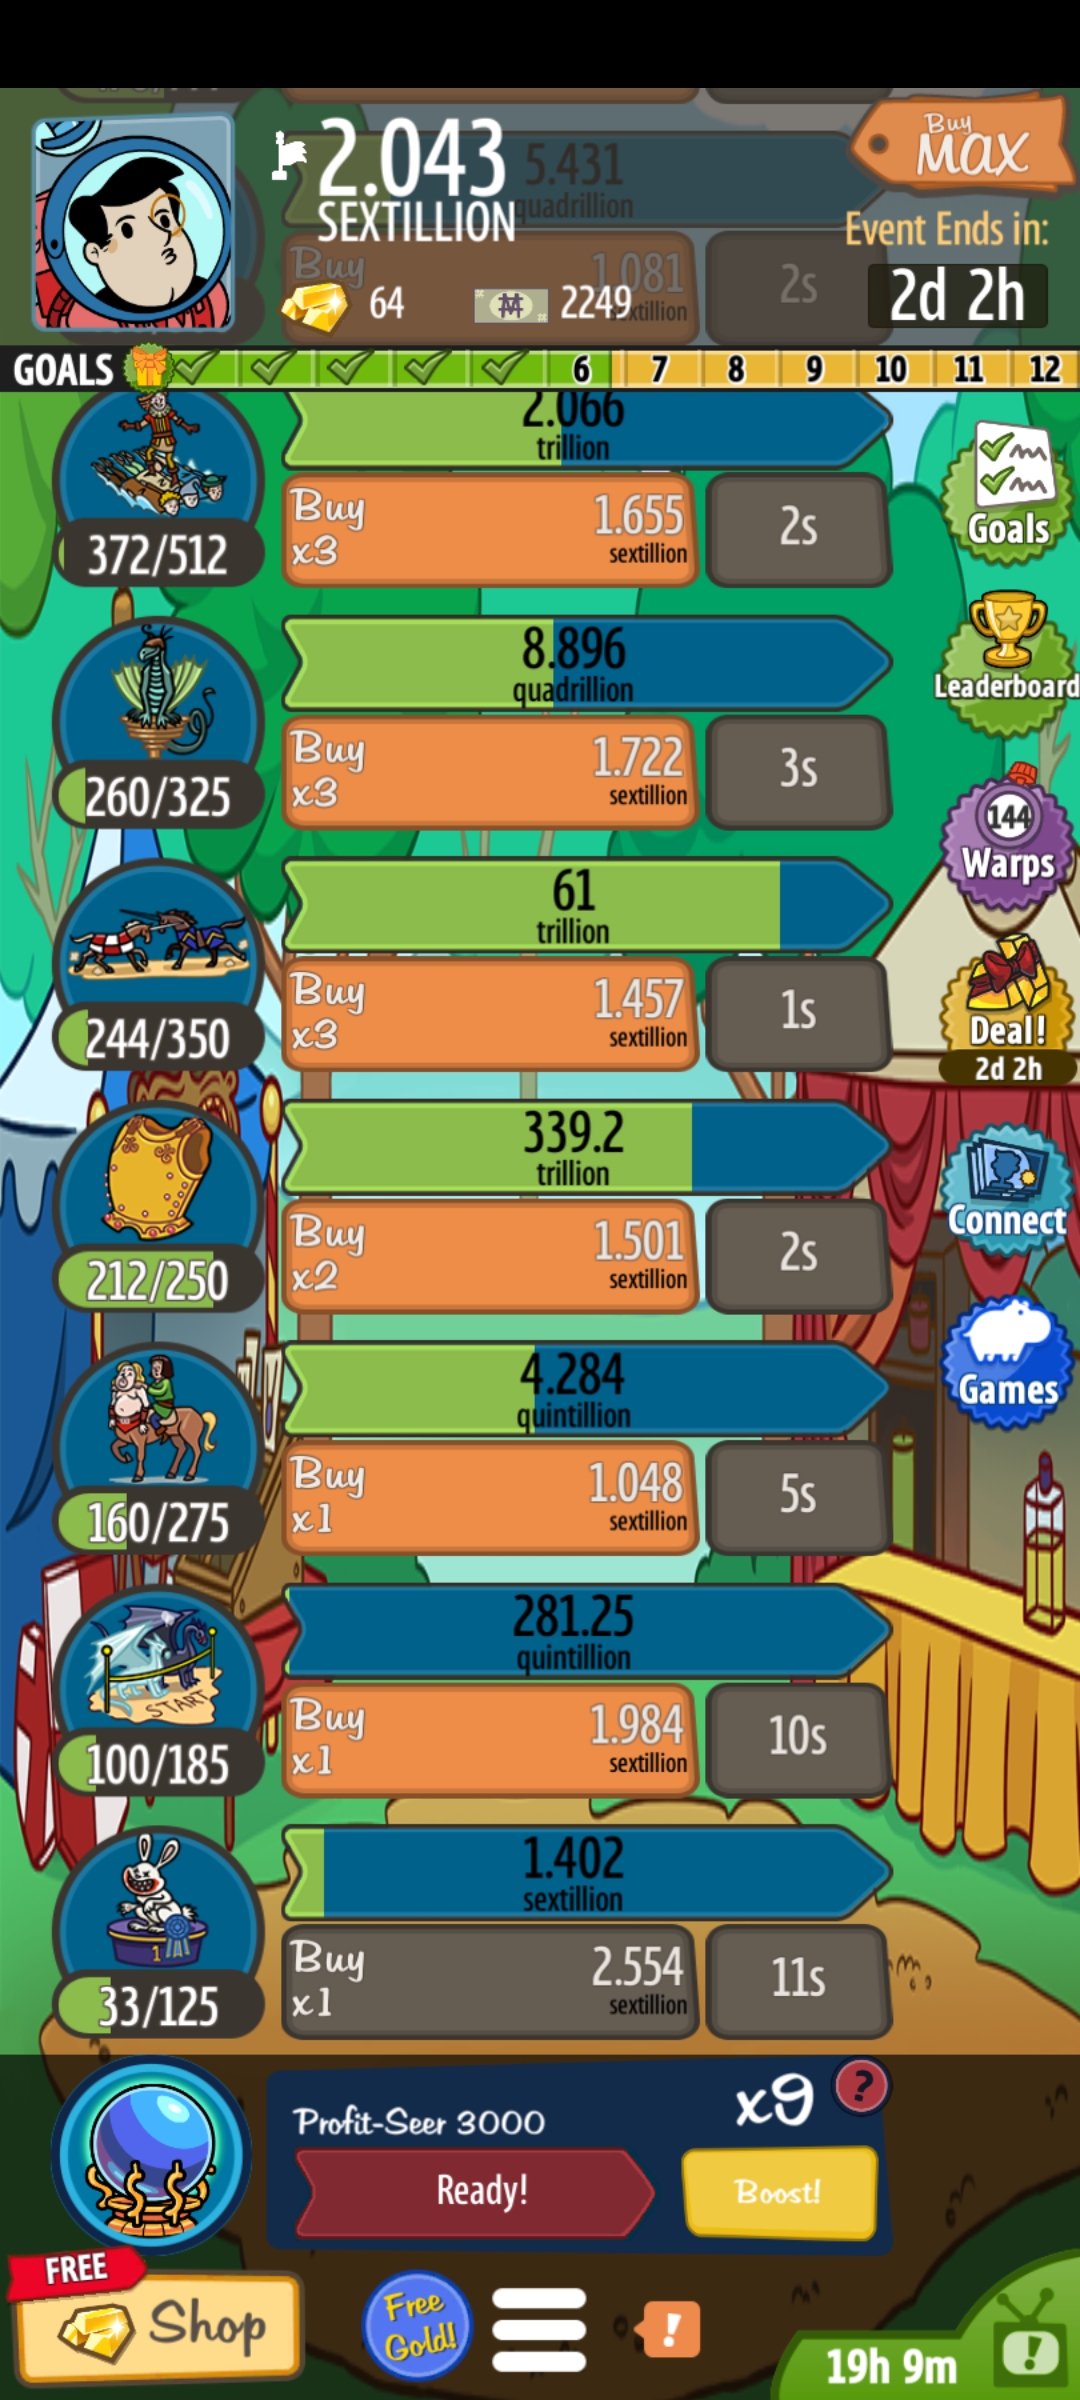 2.043
SEXTILLION
5.431
quadrillion
Buy
MAX
Event Ends in:
2d 2h
Buy
1.081
sextillion
2s
64
2249
GOALS
6 7 8 9 10 11 12
2.066
trillion
372/512
Buy
x3
1.655
sextillion
2s
Goals
8.896
quadrillion
260/325
Buy
x3
1.722
sextillion
3s
Leaderboard
61
trillion
244/350
Buy
x3
1.457
sextillion
1s
144
Warps
Deal!
2d 2h
339.2
trillion
212/250
Buy
x2
1.501
sextillion
2s
Connect
4.284
quintillion
160/275
Buy
x1
1.048
sextillion
5s
Games
281.25
quintillion
START
100/185
Buy
x1
1.984
sextillion
10s
1.402
sextillion
1
33/125
Buy
x1
2.554
sextillion
11s
Profit-Seer 3000
x9
?
Ready!
Boost!
FREE
Shop
Free
Gold!
!
19h 9m
!